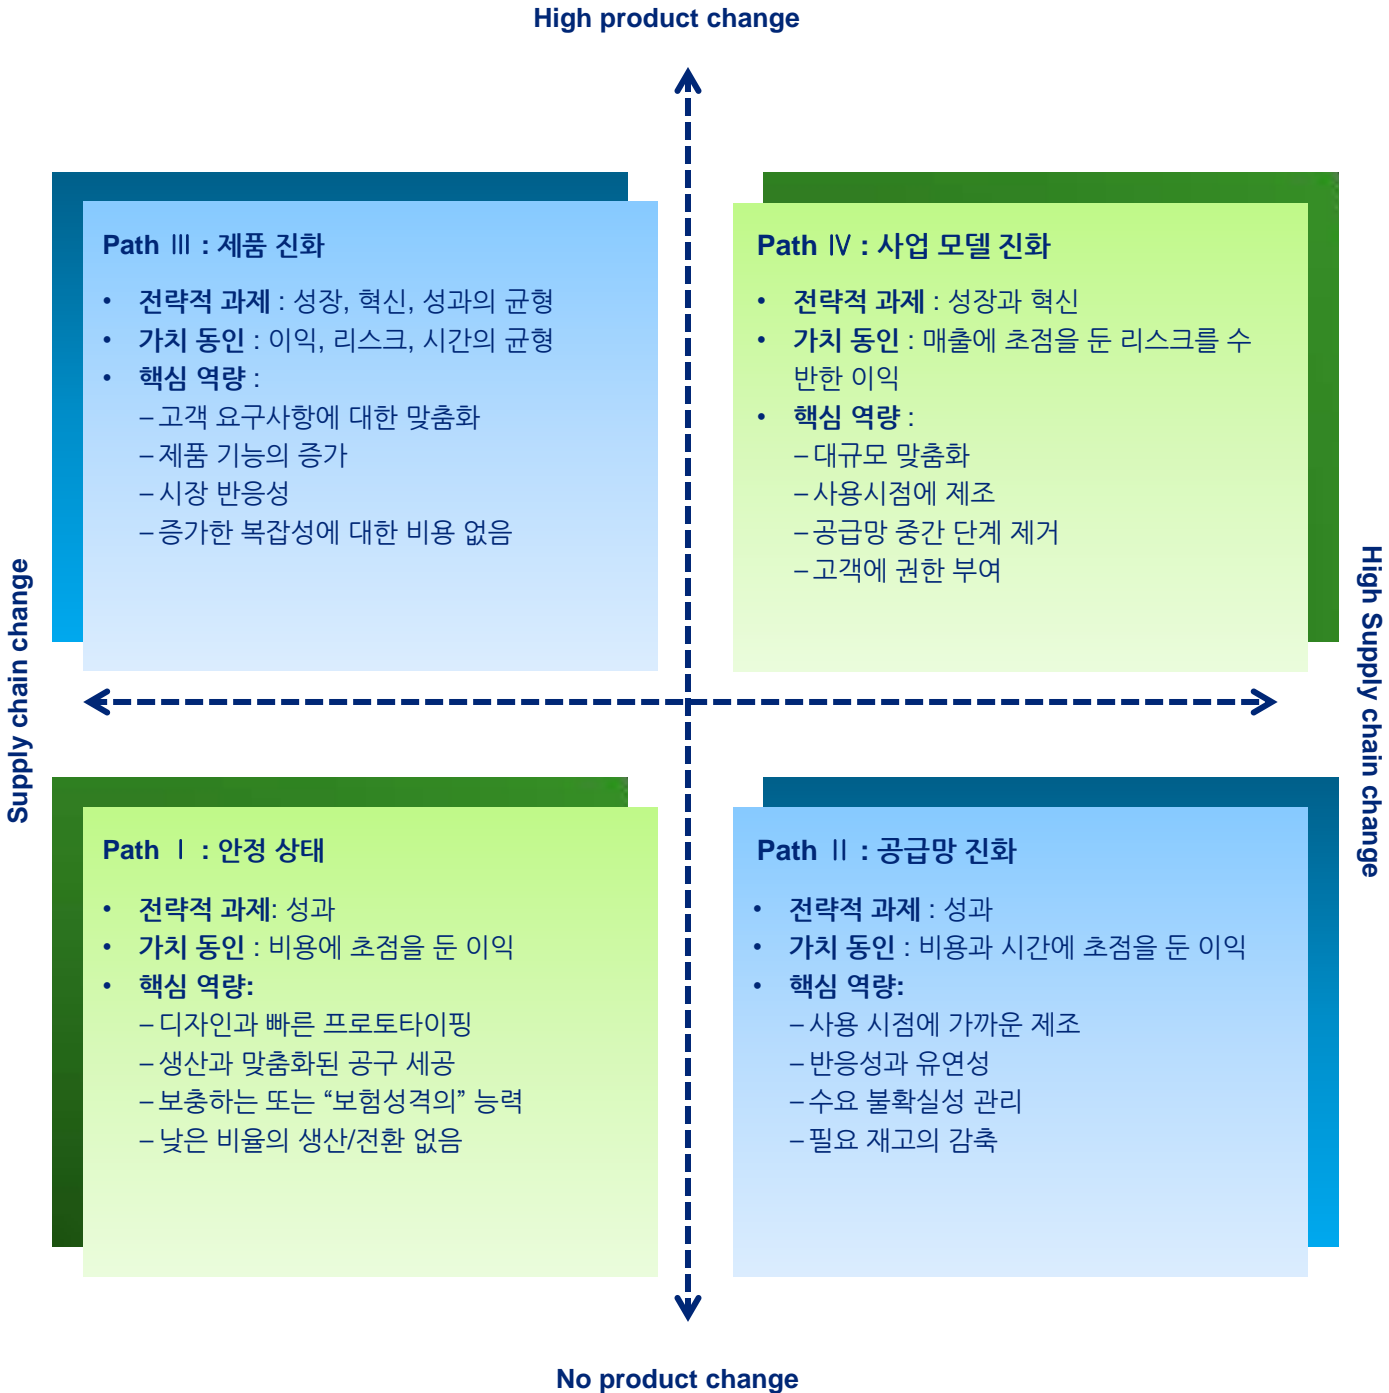 High product change
Path Ⅲ : 제품 진화
• 전략적 과제 : 성장, 혁신, 성과의 균형
• 가치 동인 : 이익, 리스크, 시간의 균형
• 핵심 역량 :
– 고객 요구사항에 대한 맞춤화
– 제품 기능의 증가
– 시장 반응성
– 증가한 복잡성에 대한 비용 없음
Path Ⅳ : 사업 모델 진화
• 전략적 과제 : 성장과 혁신
• 가치 동인 : 매출에 초점을 둔 리스크를 수
반한 이익
• 핵심 역량 :
– 대규모 맞춤화
– 사용시점에 제조
– 공급망 중간 단계 제거
– 고객에 권한 부여
Supply chain change
High Supply chain change
Path Ⅰ : 안정 상태
• 전략적 과제: 성과
• 가치 동인 : 비용에 초점을 둔 이익
• 핵심 역량:
– 디자인과 빠른 프로토타이핑
– 생산과 맞춤화된 공구 세공
– 보충하는 또는 “보험성격의” 능력
– 낮은 비율의 생산/전환 없음
Path Ⅱ : 공급망 진화
• 전략적 과제 : 성과
• 가치 동인 : 비용과 시간에 초점을 둔 이익
• 핵심 역량:
– 사용 시점에 가까운 제조
– 반응성과 유연성
– 수요 불확실성 관리
– 필요 재고의 감축
No product change